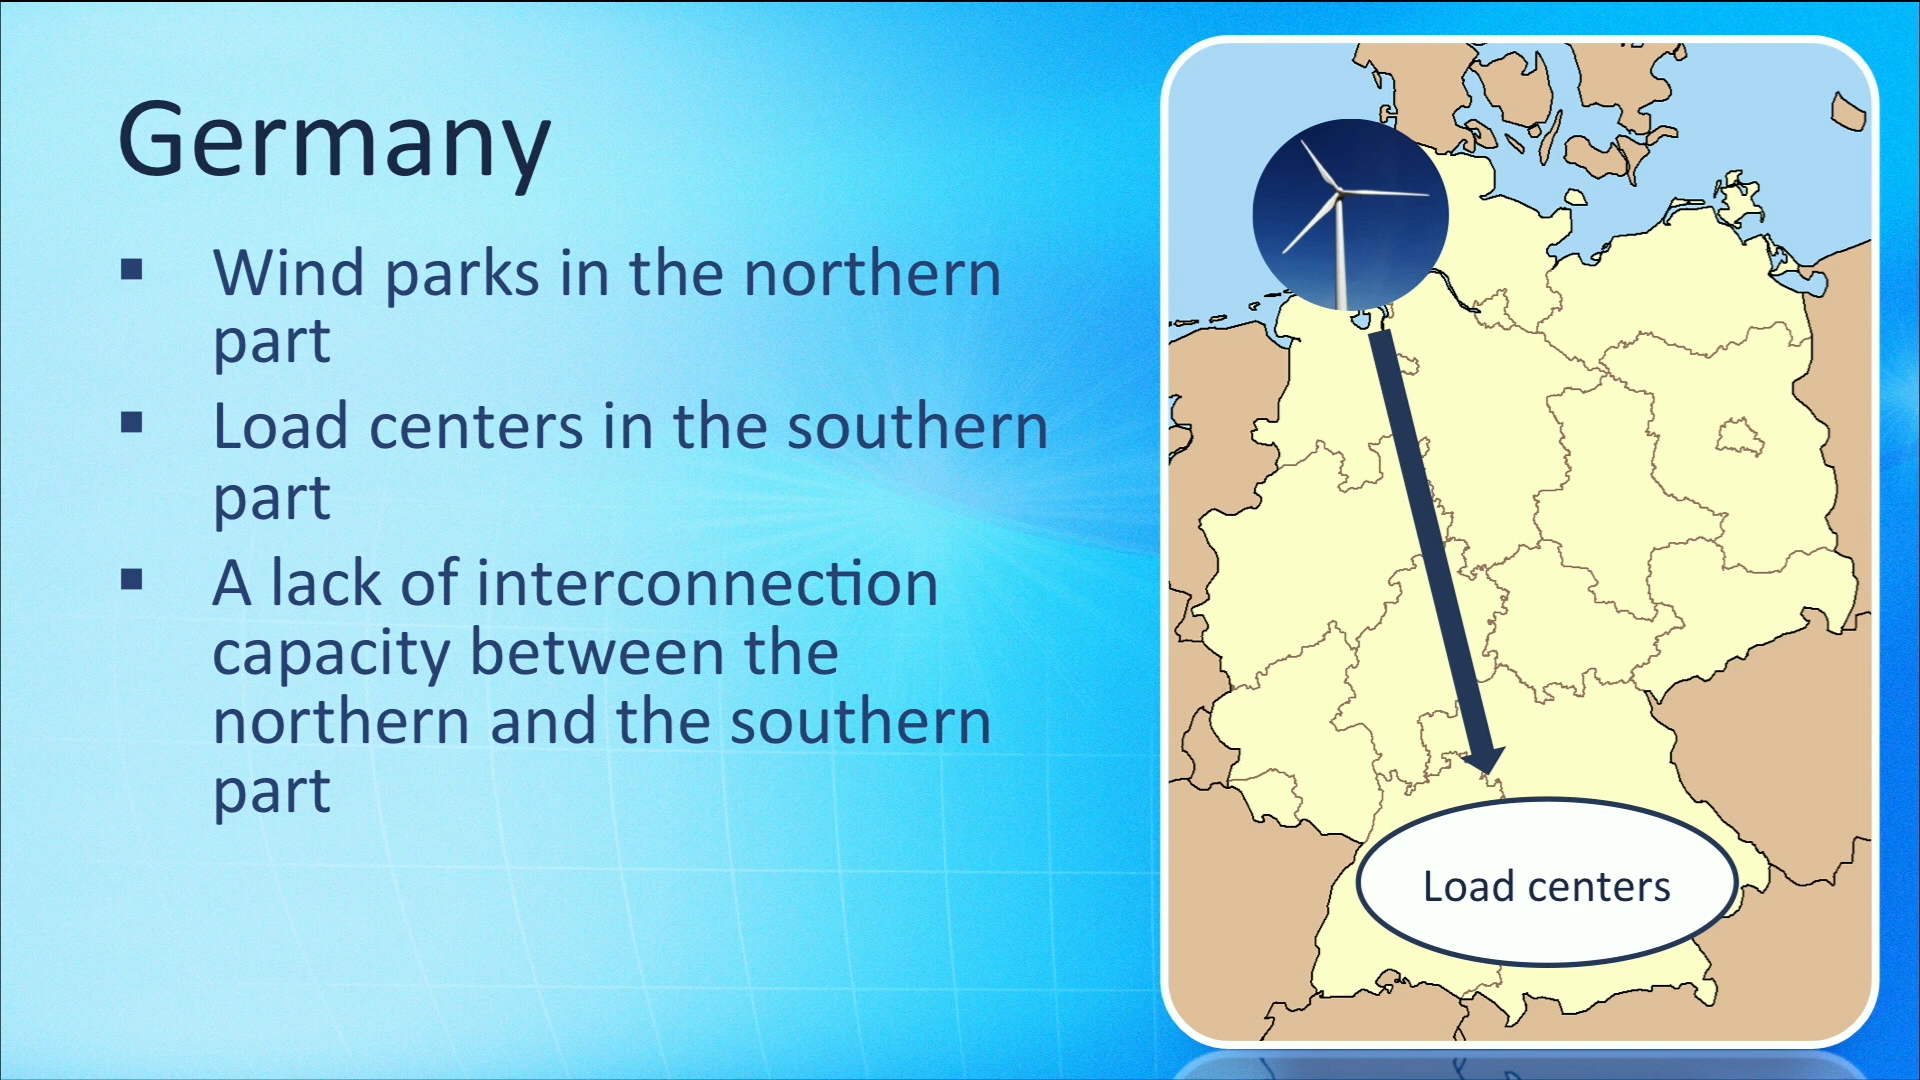 Germany
▪ Wind parks in the northern
part
▪ Load centers in the southern
part
▪ A lack of interconnection
capacity between the
northern and the southern
part
Load centers